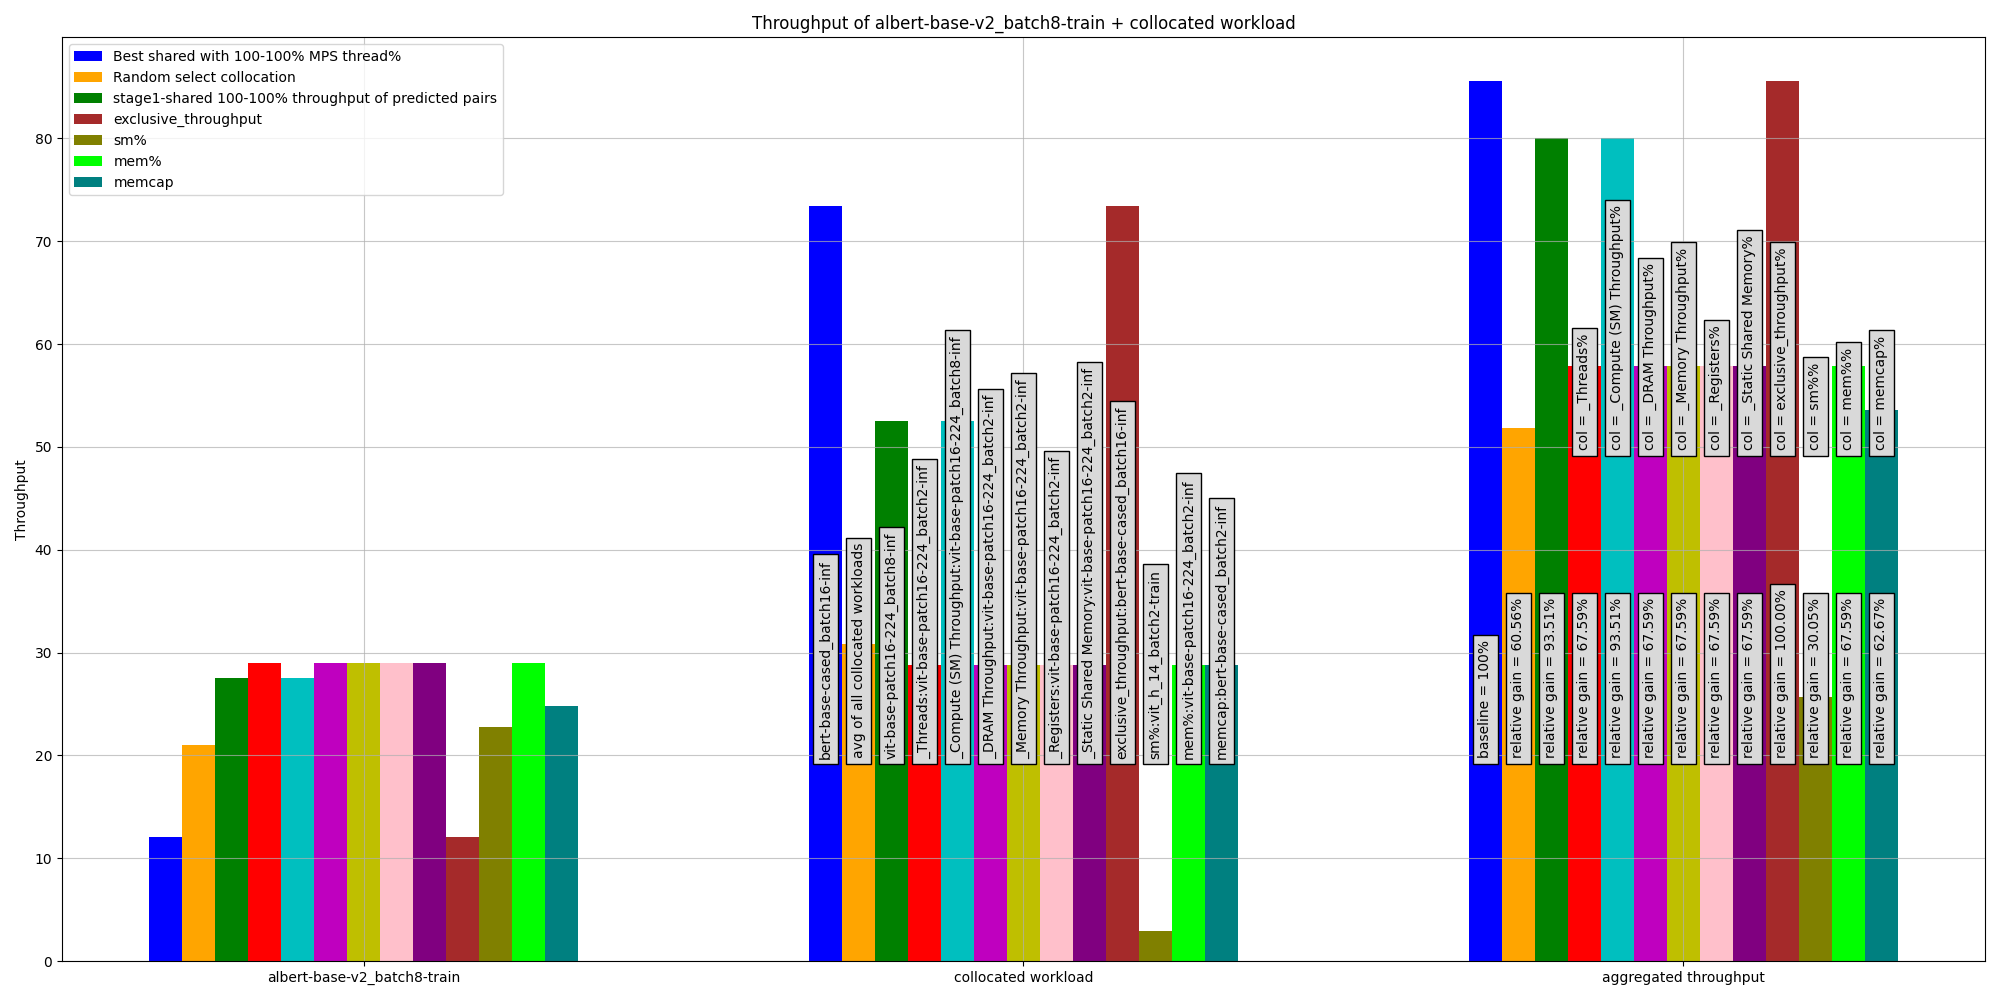 Throughput of albert-base-v2_batch8-train + collocated workload
Best shared with 100-100% MPS thread%
Random select collocation
stage1-shared 100-100% throughput of predicted pairs
exclusive_throughput
sm%
mem%
memcap
Throughput
80
70
60
50
40
30
20
10
0
bert-base-cased_batch16-inf
avg of all collocated workloads
vit-base-patch16-224_batch8-inf
_Threads:vit-base-patch16-224_batch2-inf
_Compute (SM) Throughput:vit-base-patch16-224_batch8-inf
_DRAM Throughput:vit-base-patch16-224_batch2-inf
_Memory Throughput:vit-base-patch16-224_batch2-inf
_Registers:vit-base-patch16-224_batch2-inf
_Static Shared Memory:vit-base-patch16-224_batch2-inf
exclusive_throughput:bert-base-cased_batch16-inf
sm%:vit_h_14_batch2-train
mem%:vit-base-patch16-224_batch2-inf
memcap:bert-base-cased_batch2-inf
col = _Threads%
col = _Compute (SM) Throughput%
col = _DRAM Throughput%
col = _Memory Throughput%
col = _Registers%
col = _Static Shared Memory%
col = exclusive_throughput%
col = sm%%
col = mem%%
col = memcap%
baseline = 100%
relative gain = 60.56%
relative gain = 93.51%
relative gain = 67.59%
relative gain = 93.51%
relative gain = 67.59%
relative gain = 67.59%
relative gain = 67.59%
relative gain = 67.59%
relative gain = 100.00%
relative gain = 30.05%
relative gain = 67.59%
relative gain = 62.67%
albert-base-v2_batch8-train
collocated workload
aggregated throughput